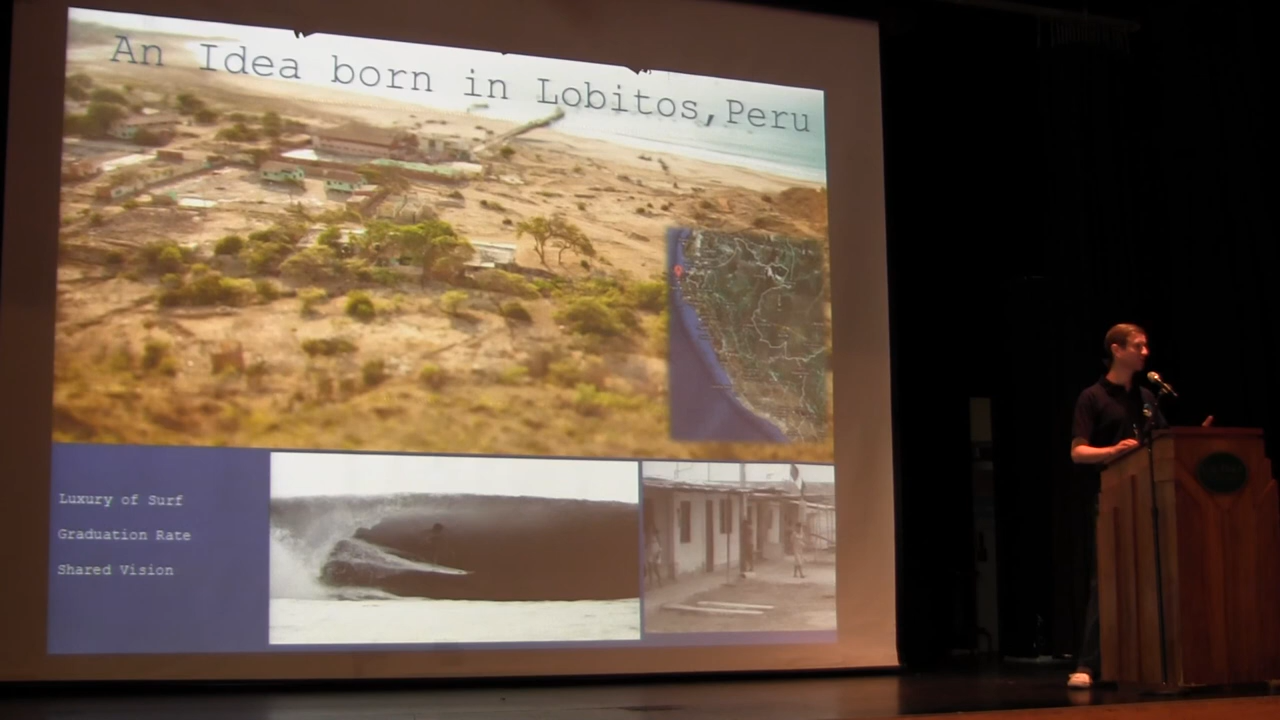 An Idea born in Lobitos,Peru
Luxury of Surf
Graduation Rate
Shared Vision